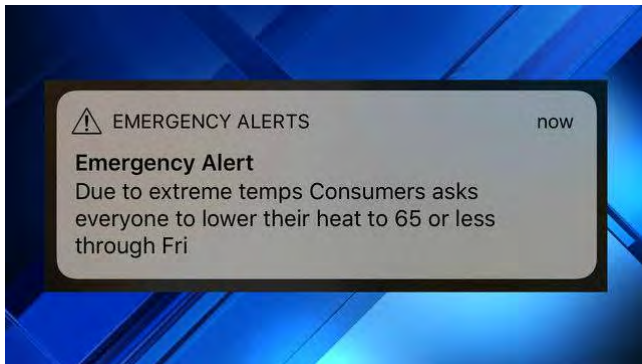 EMERGENCY ALERTS now
Emergency Alert
Due to extreme temps Consumers asks
everyone to lower their heat to 65 or less
through Fri